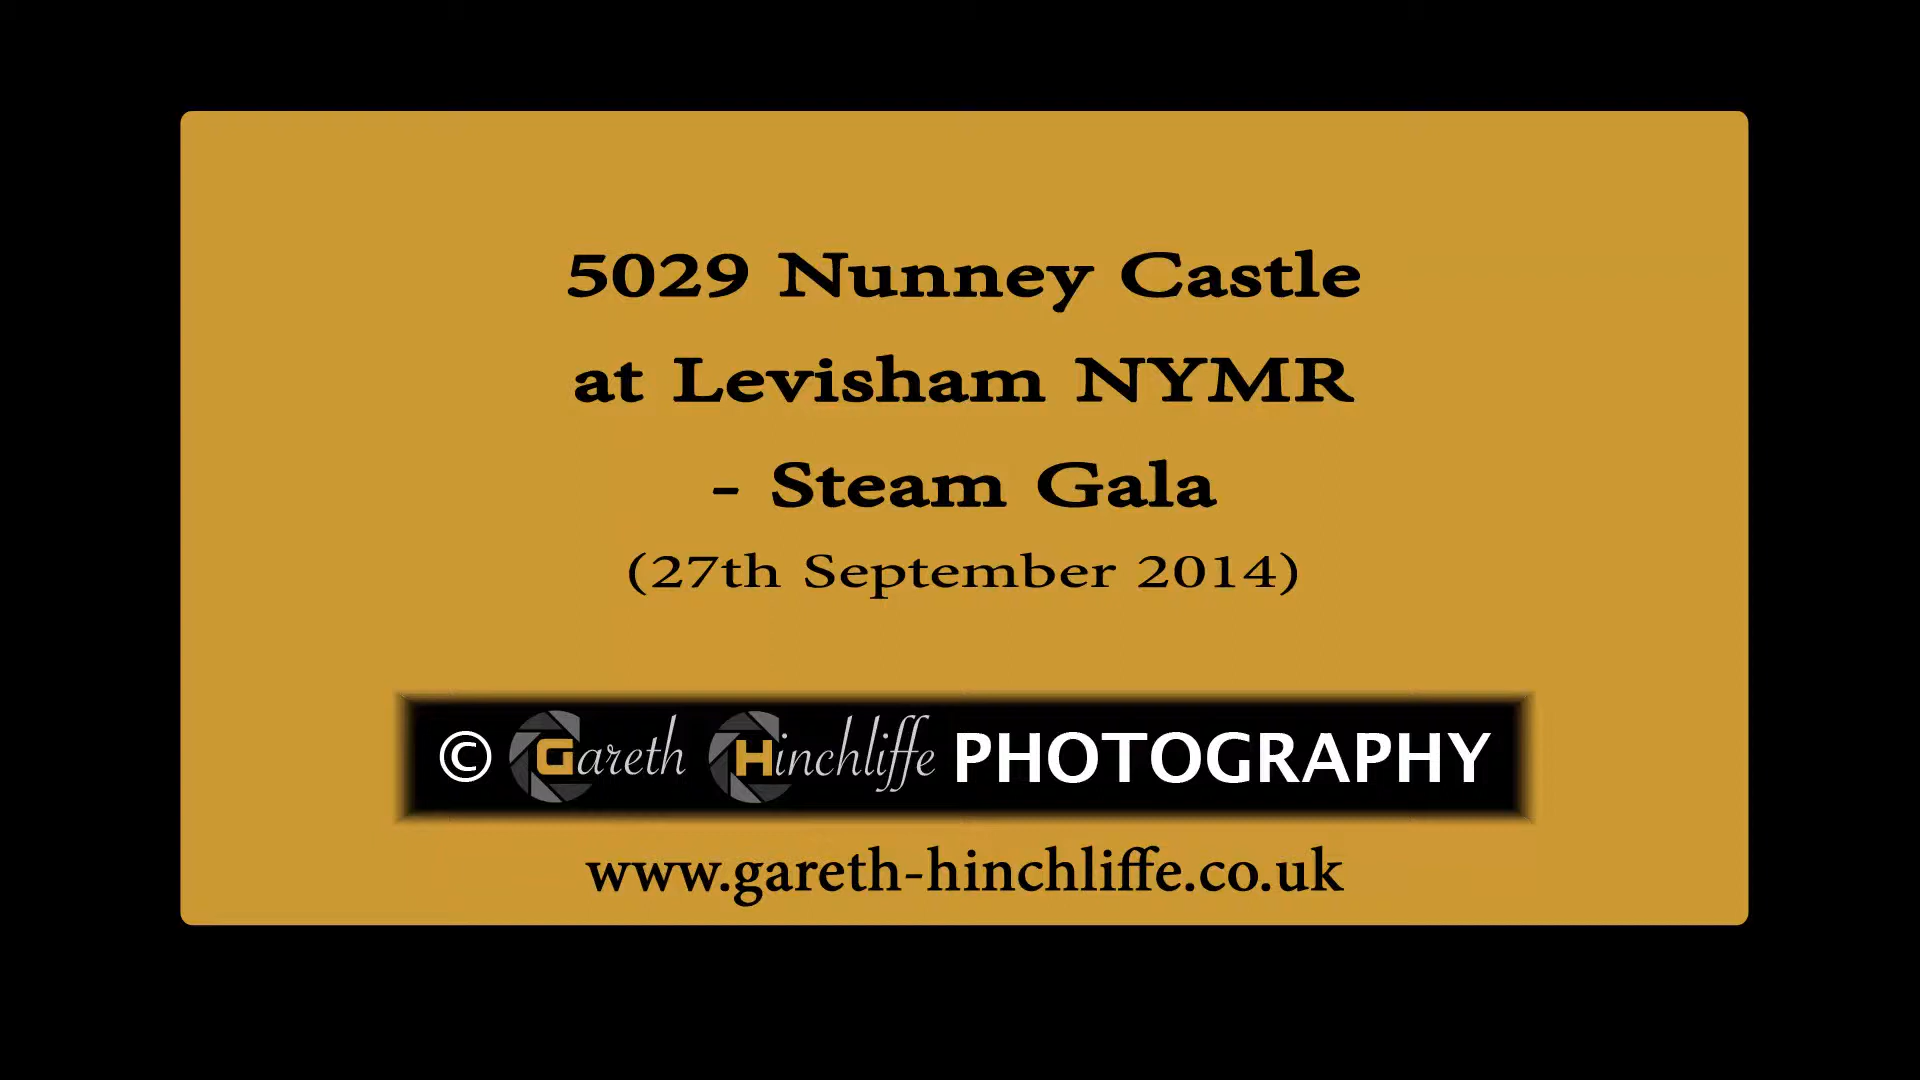 5029 Nunney Castle
at Levisham NYMR
- Steam Gala
(27th September 2014)
© Gareth Hinchliffe PHOTOGRAPHY
www.gareth-hinchliffe.co.uk